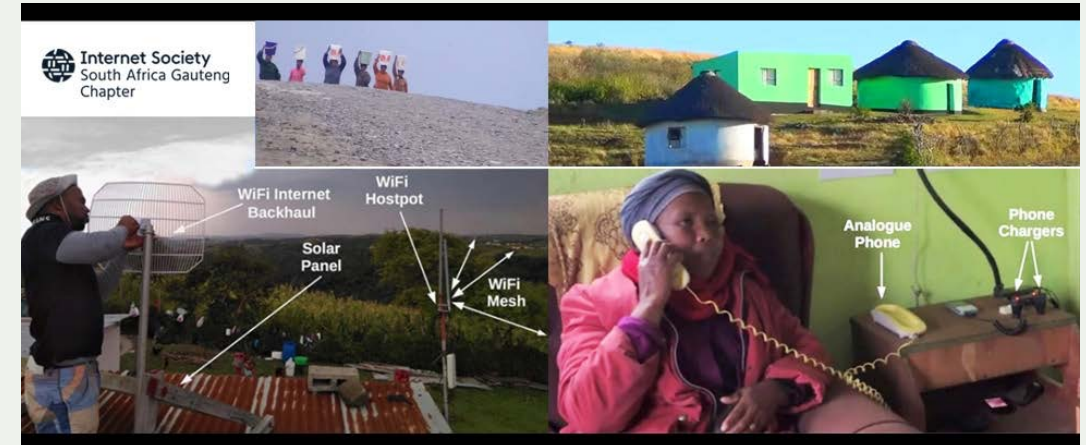 Internet Society
South Africa Gauteng
Chapter
WiFi Internet
Backhaul
WiFi
Hostpot
Solar
Panel
WiFi
Mesh
Analogue
Phone
Phone
Chargers